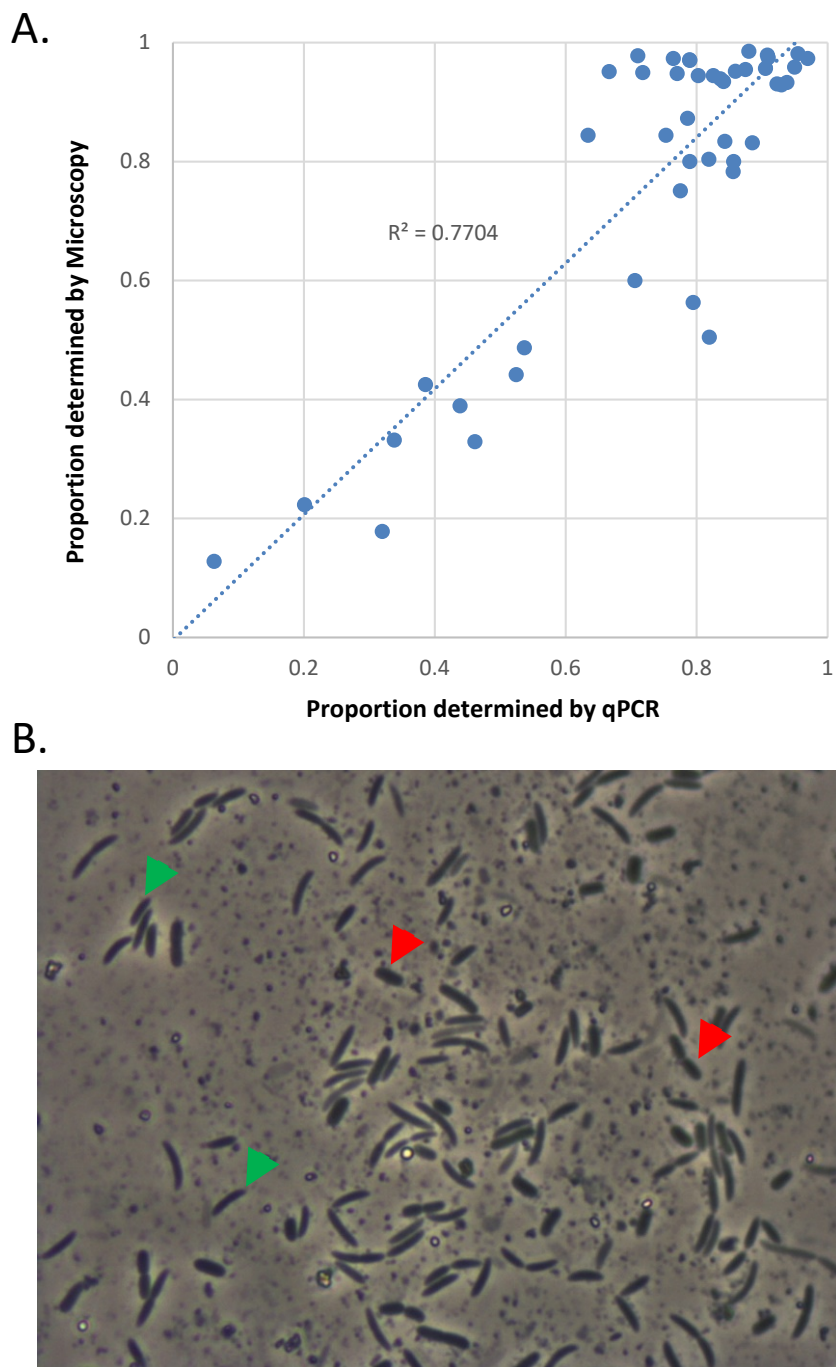 A.
1
0.8
0.6
0.4
0.2
0
Proportion determined by Microscopy
R² = 0.7704
0 0.2 0.4 0.6 0.8 1
Proportion determined by qPCR
B.